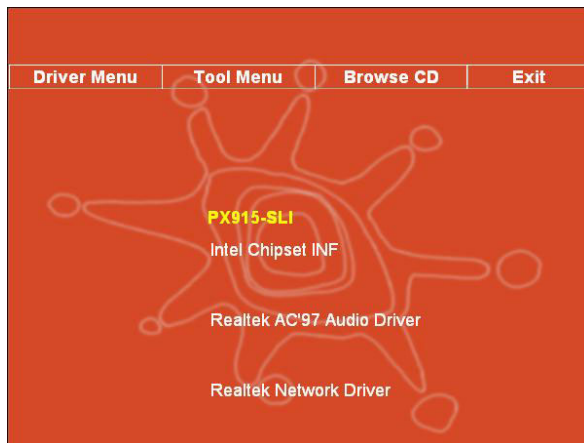 Driver Menu Tool Menu Browse CD Exit
PX915-SLI
Intel Chipset INF
Realtek AC'97 Audio Driver
Realtek Network Driver